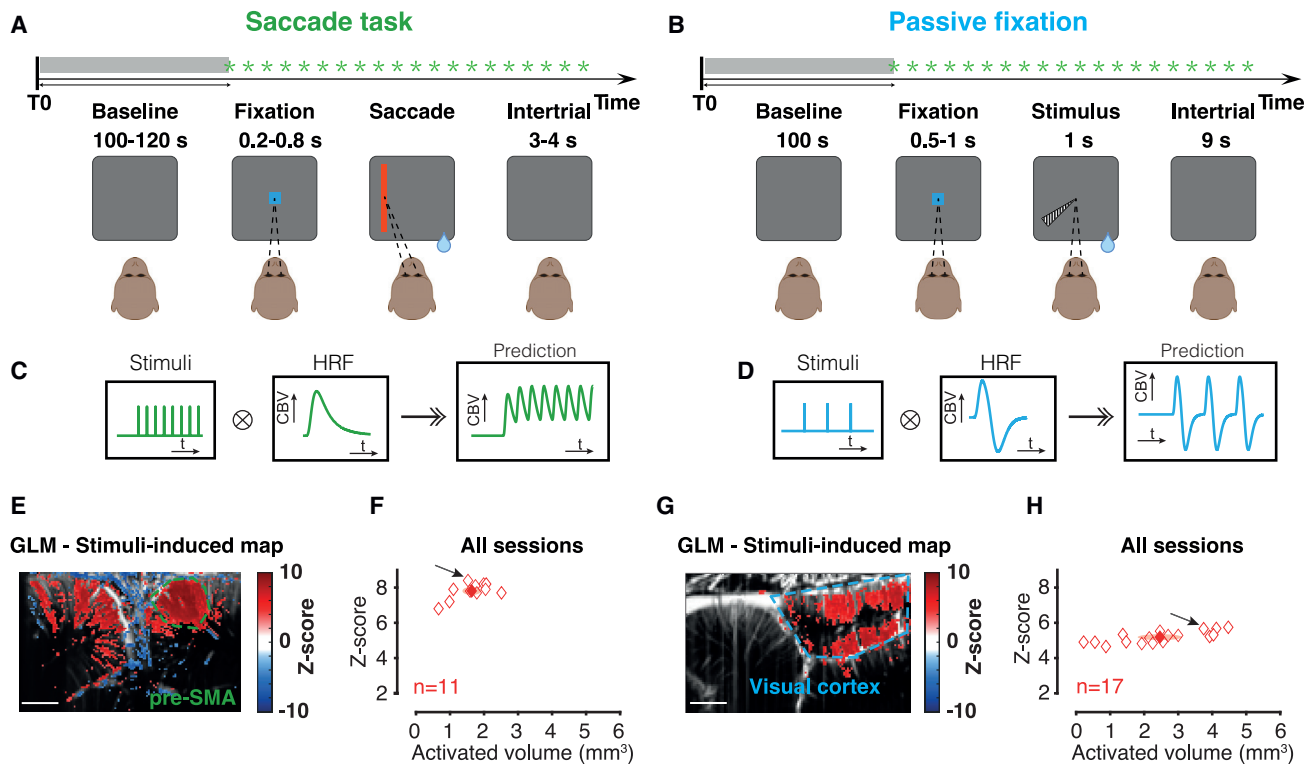 A
Saccade task
T0
Time
Baseline
100-120 s
Fixation
0.2-0.8 s
Saccade
Intertrial
3-4 s
B
Passive fixation
T0
Time
Baseline
100 s
Fixation
0.5-1 s
Stimulus
1 s
Intertrial
9 s
C
Stimuli
t
⊗
HRF
CBV
t
Prediction
CBV
t
D
Stimuli
t
⊗
HRF
CBV
t
Prediction
CBV
t
E
GLM - Stimuli-induced map
pre-SMA
10
0
-10
Z-score
F
All sessions
8
6
4
2
Z-score
n=11
0 1 2 3 4 5 6
Activated volume (mm³)
G
GLM - Stimuli-induced map
Visual cortex
10
0
-10
Z-score
H
All sessions
8
6
4
2
Z-score
n=17
0 1 2 3 4 5 6
Activated volume (mm³)